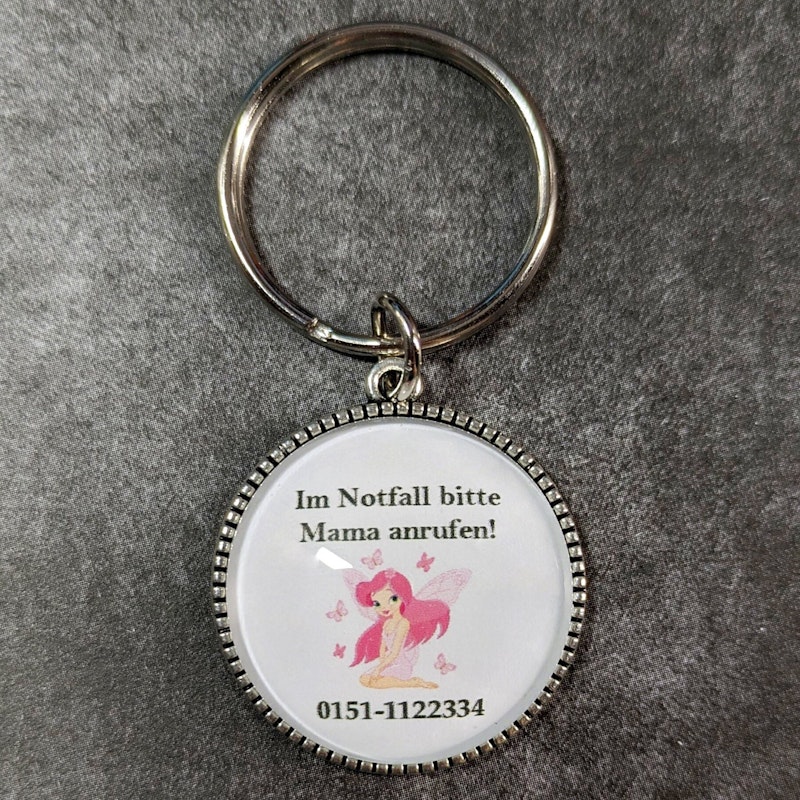 Im Notfall bitte
Mama anrufen!
0151-1122334